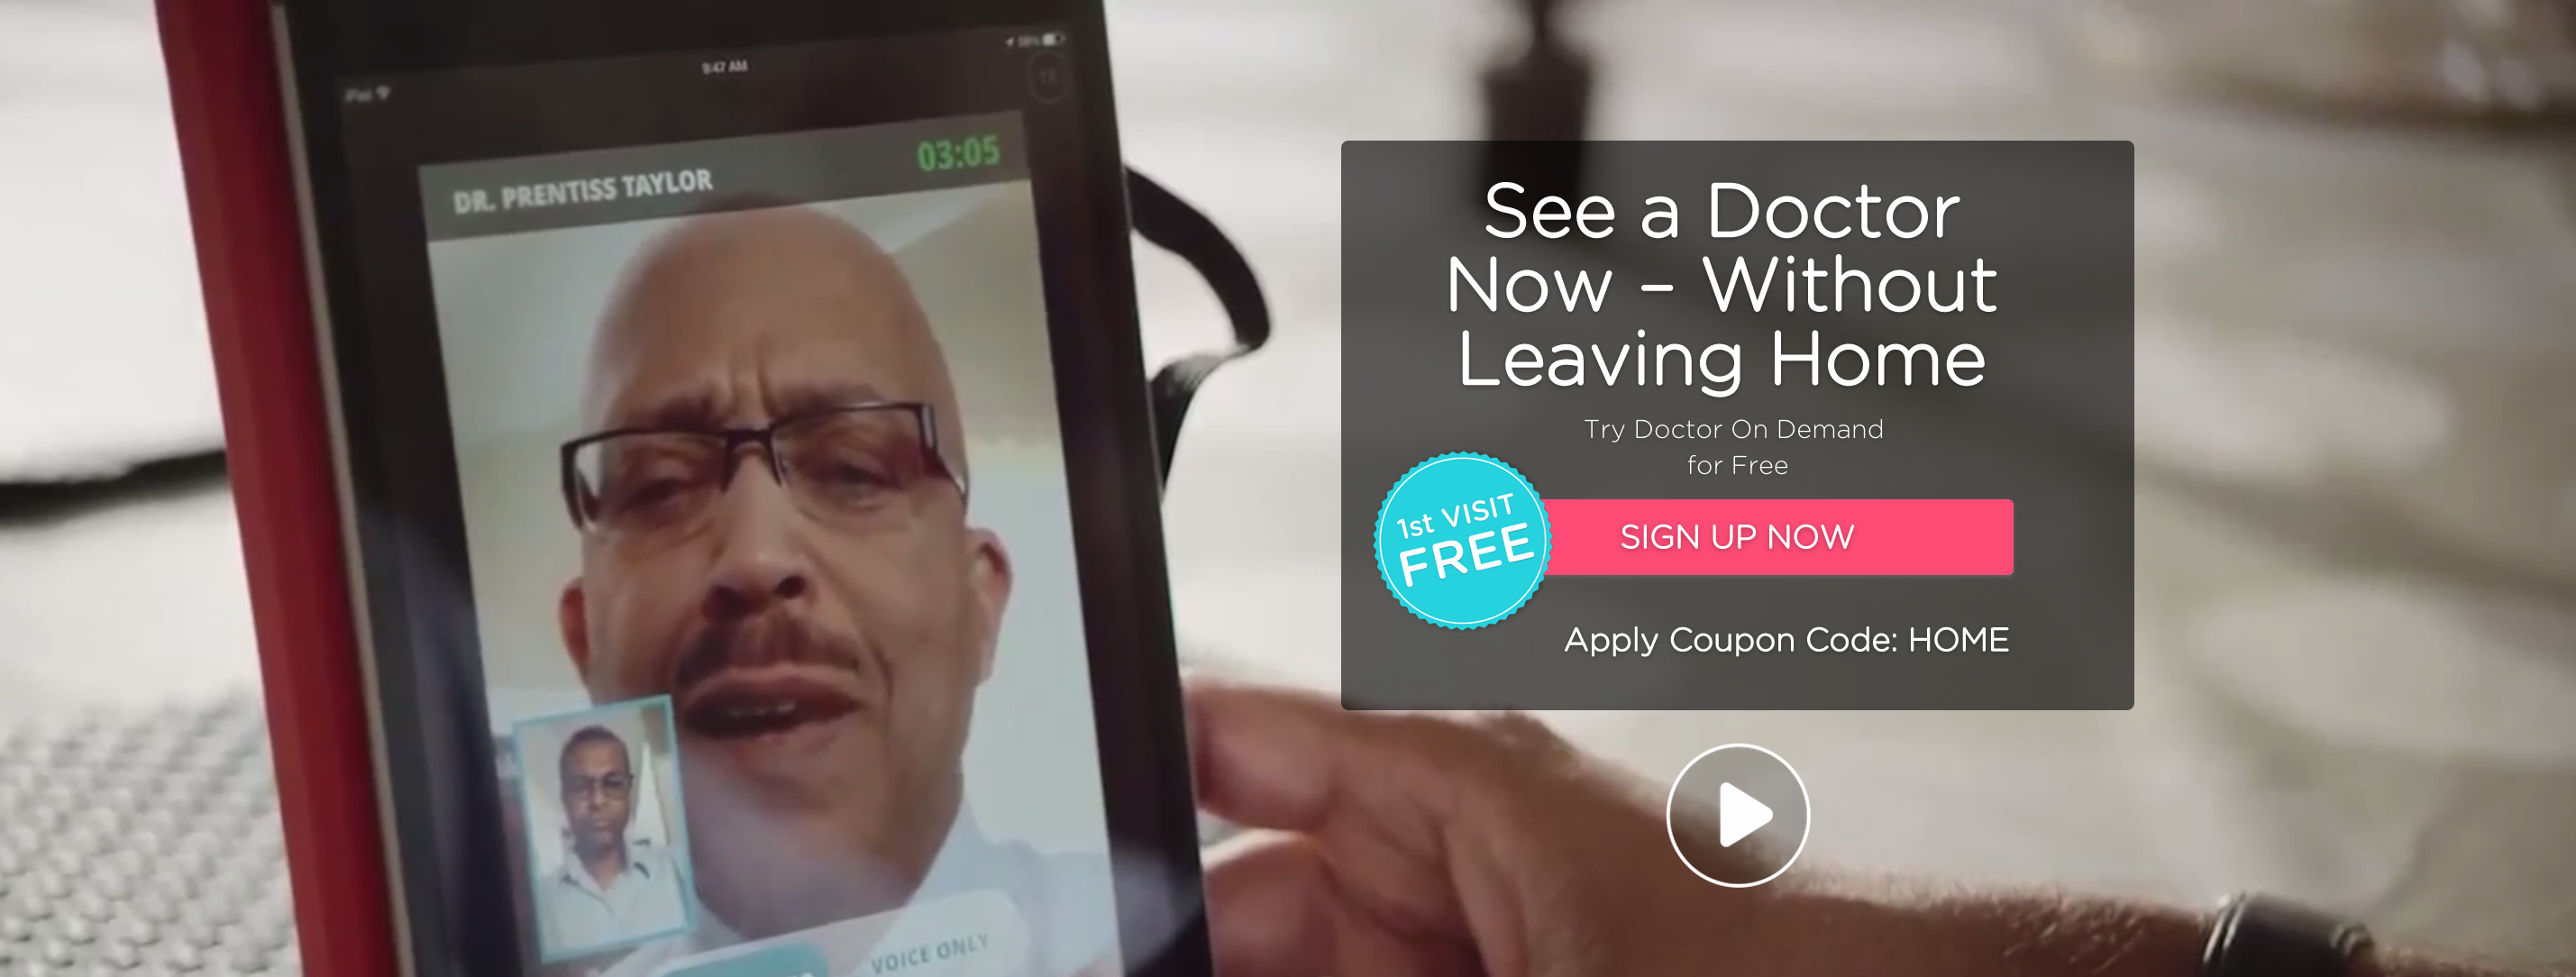 iPad
9:47 AM
DR. PRENTISS TAYLOR
03:05
VOICE ONLY
See a Doctor
Now – Without
Leaving Home
Try Doctor On Demand
for Free
1st VISIT
FREE
SIGN UP NOW
Apply Coupon Code: HOME